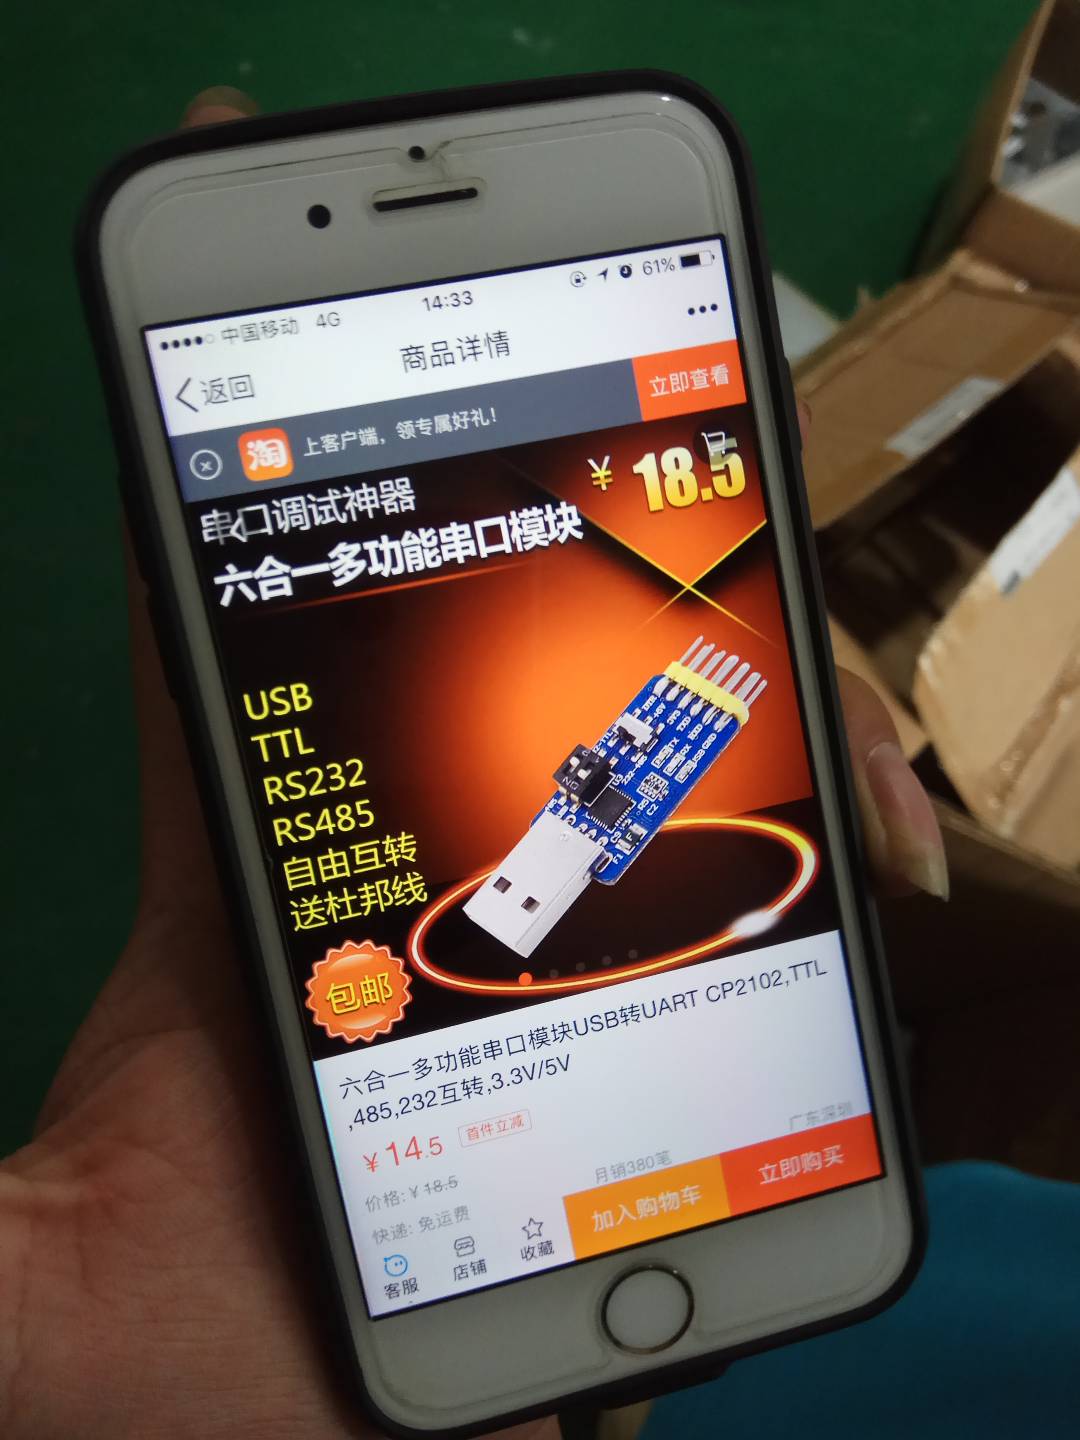 中国移动 4G
14:33
61%
返回
商品详情
淘
上客户端，领专属好礼！
立即查看
串口调试神器
¥ 18.5
六合一多功能串口模块
USB
TTL
RS232
RS485
自由互转
送杜邦线
包邮
六合一多功能串口模块USB转UART CP2102,TTL
,485,232互转,3.3V/5V
¥14.5 首件立减
价格:¥18.5
快递: 免运费
月销380笔
广东深圳
客服
店铺
收藏
加入购物车
立即购买